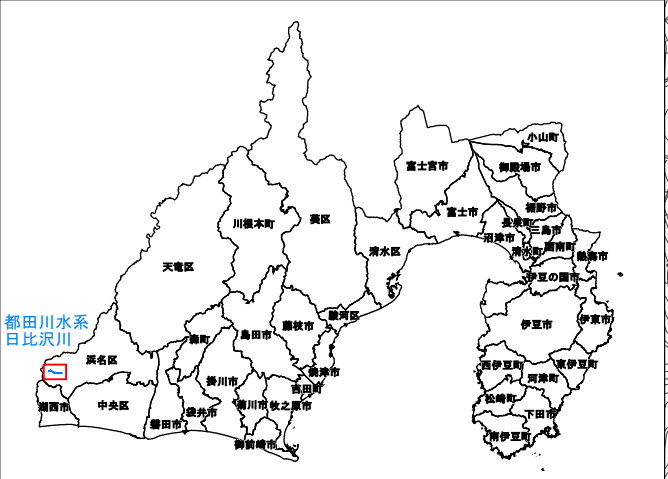 小山町
富士宮市
御殿場市
裾野市
富士市
長泉町
三島市
沼津市
函南町
清水町
熱海市
葵区
川根本町
清水区
天竜区
伊豆の国市
駿河区
伊豆市
伊東市
藤枝市
島田市
森町
都田川水系
日比沢川
浜名区
焼津市
西伊豆町
東伊豆町
河津町
掛川市
吉田町
松崎町
湖西市
中央区
袋井市
菊川市
牧之原市
下田市
磐田市
御前崎市
南伊豆町